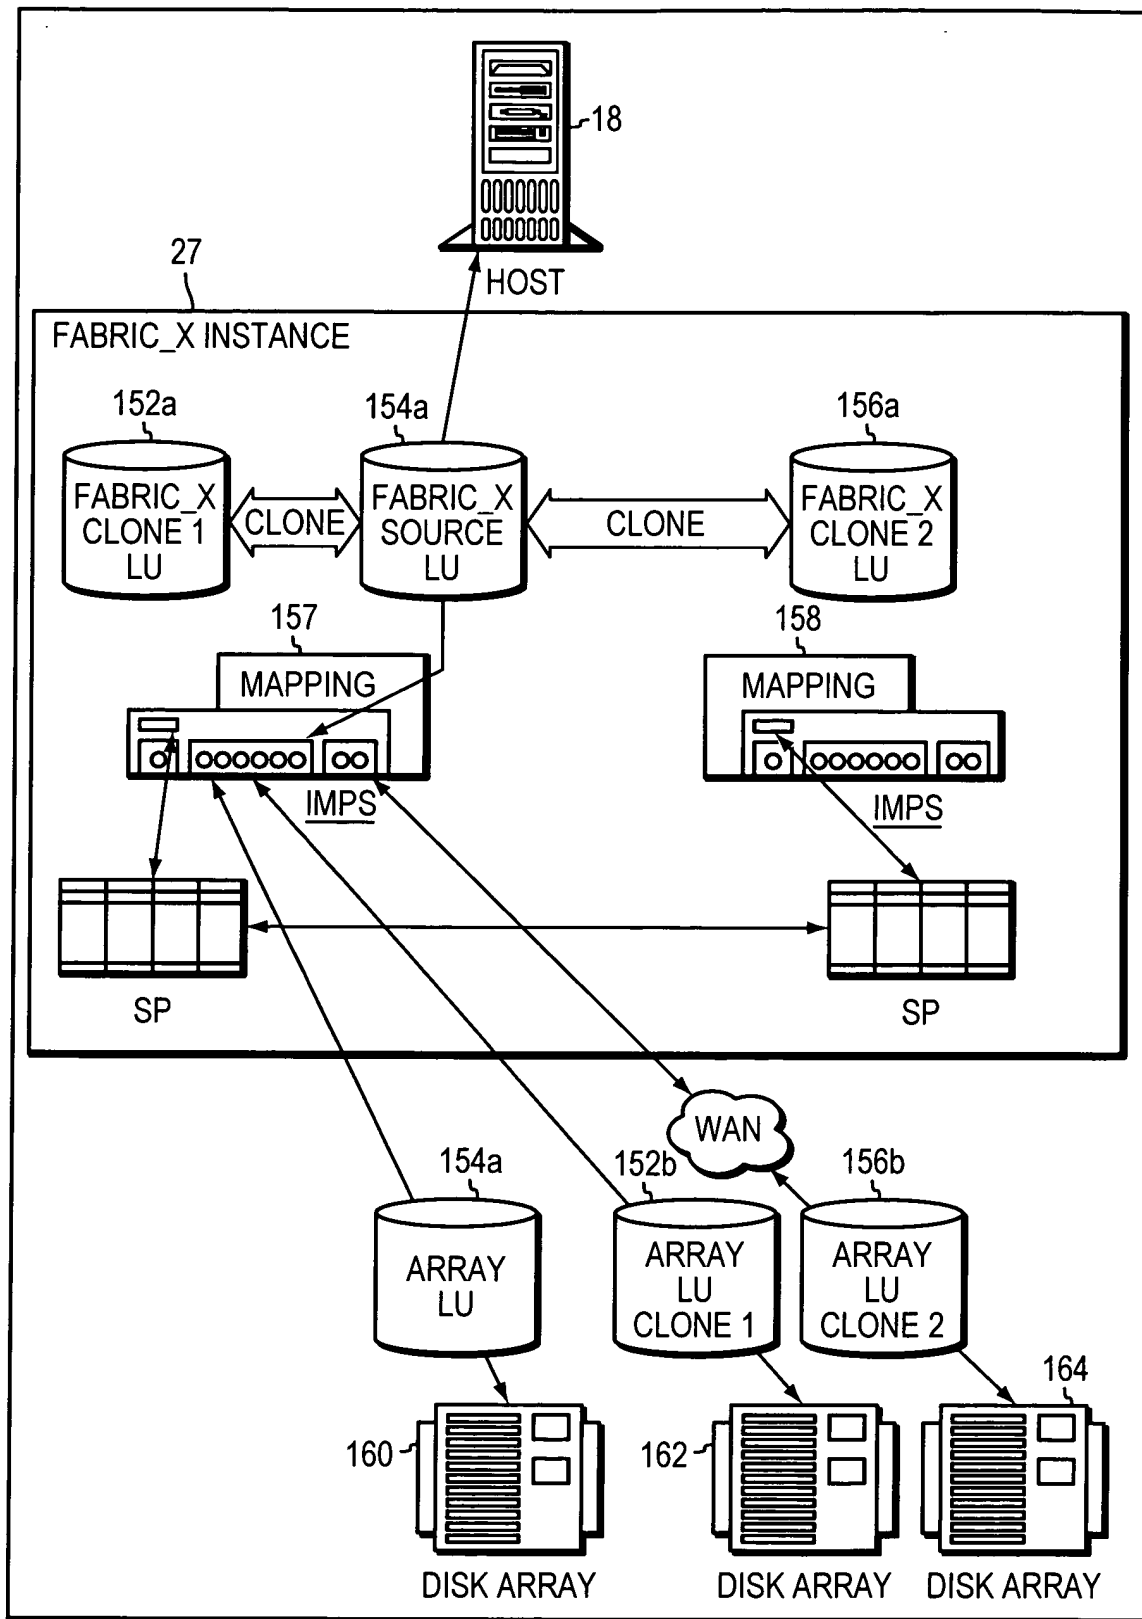 18
HOST
27
FABRIC_X INSTANCE
152a
154a
156a
FABRIC_X
CLONE 1
LU
CLONE
FABRIC_X
SOURCE
LU
CLONE
FABRIC_X
CLONE 2
LU
157
158
MAPPING
MAPPING
IMPS
IMPS
SP
SP
WAN
154a
152b
156b
ARRAY
LU
ARRAY
LU
CLONE 1
ARRAY
LU
CLONE 2
160
162
164
DISK ARRAY
DISK ARRAY
DISK ARRAY